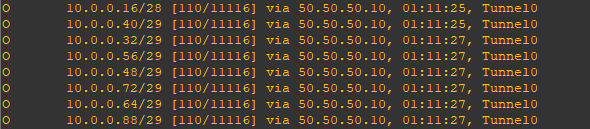 O 10.0.0.16/28 [110/11116] via 50.50.50.10, 01:11:25, Tunnel0
O 10.0.0.40/29 [110/11116] via 50.50.50.10, 01:11:25, Tunnel0
O 10.0.0.32/29 [110/11116] via 50.50.50.10, 01:11:27, Tunnel0
O 10.0.0.56/29 [110/11116] via 50.50.50.10, 01:11:27, Tunnel0
O 10.0.0.48/29 [110/11116] via 50.50.50.10, 01:11:27, Tunnel0
O 10.0.0.72/29 [110/11116] via 50.50.50.10, 01:11:27, Tunnel0
O 10.0.0.64/29 [110/11116] via 50.50.50.10, 01:11:27, Tunnel0
O 10.0.0.88/29 [110/11116] via 50.50.50.10, 01:11:27, Tunnel0